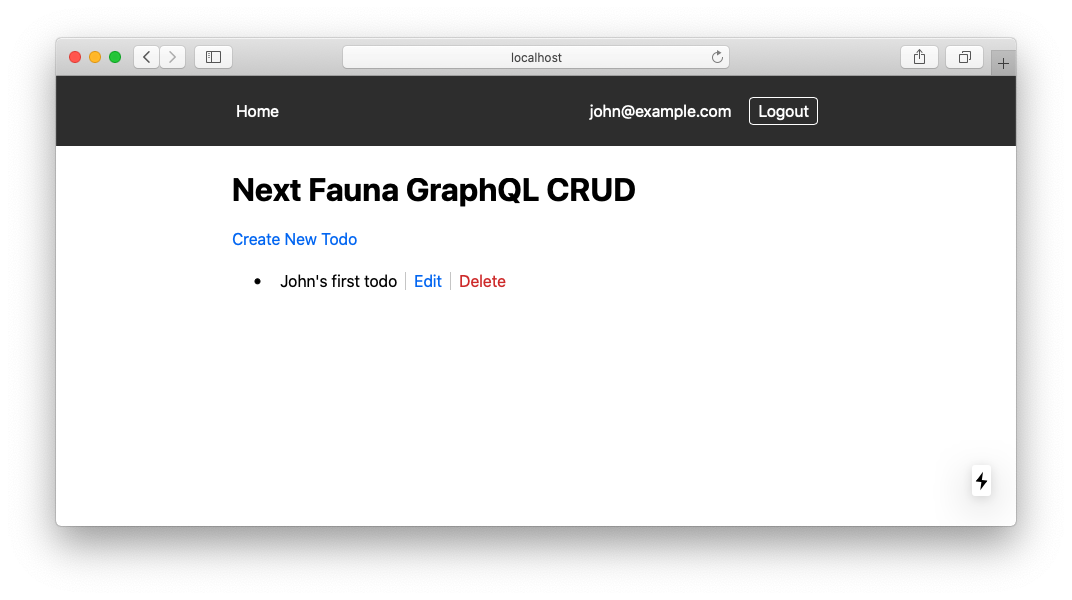 localhost
Home john@example.com Logout
Next Fauna GraphQL CRUD
Create New Todo
John's first todo Edit Delete